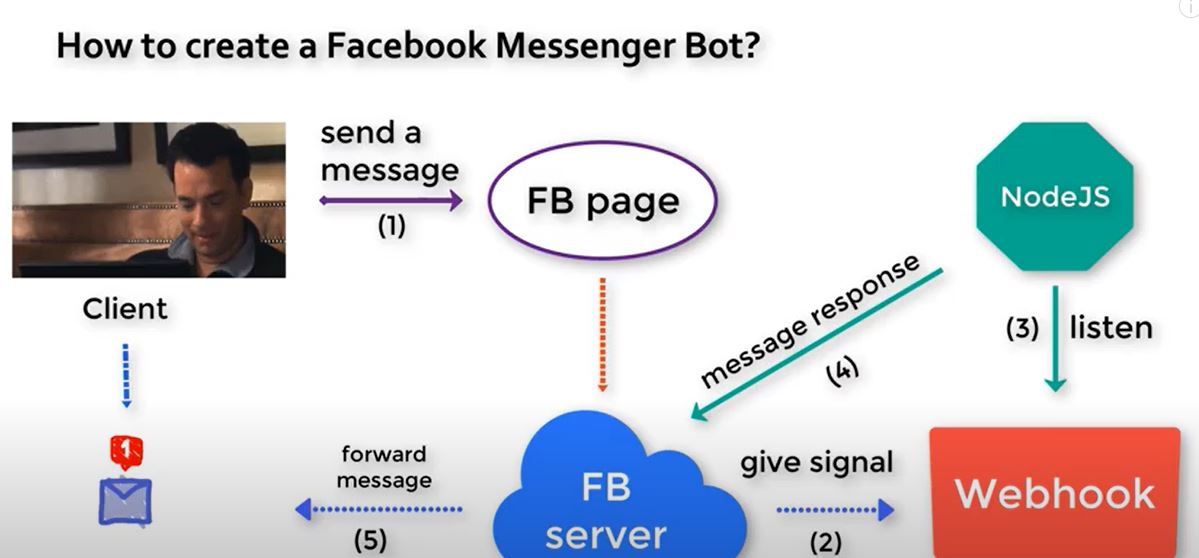 How to create a Facebook Messenger Bot?
send a
message
(1)
FB page
NodeJS
Client
message response
(4)
(3)
listen
1
forward
message
(5)
FB
server
give signal
(2)
Webhook